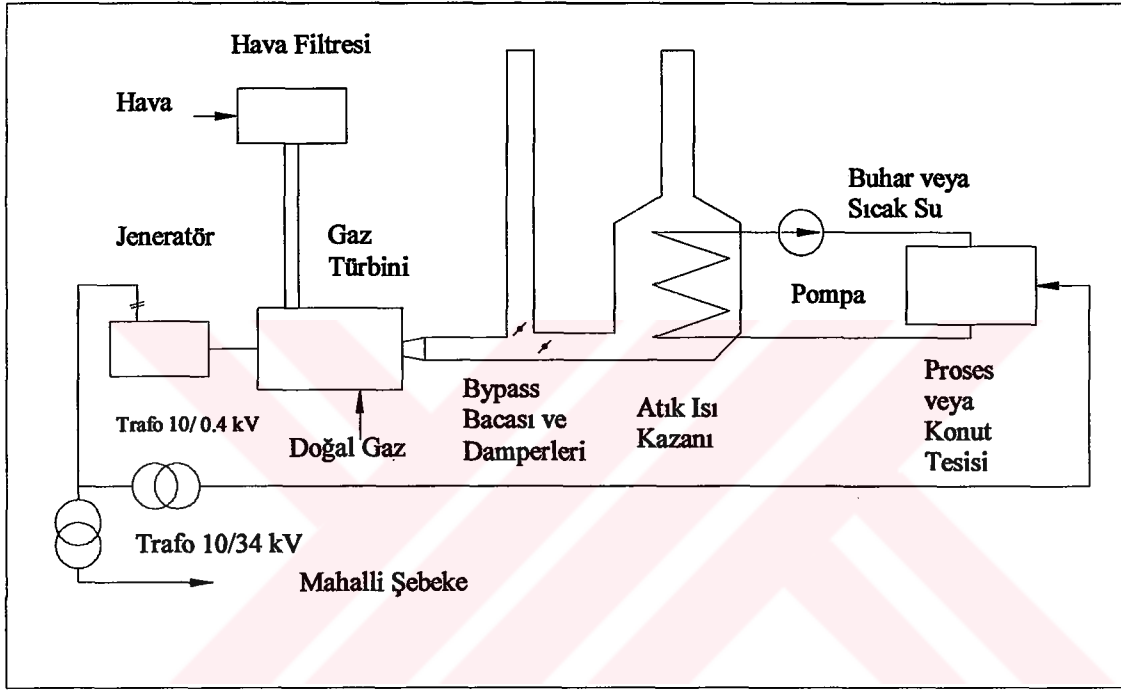 Hava Filtresi
Hava
Jeneratör
Gaz
Türbini
Buhar veya
Sıcak Su
Pompa
Trafo 10/ 0.4 kV
Doğal Gaz
Bypass
Bacası ve
Damperleri
Atık Isı
Kazanı
Proses
veya
Konut
Tesisi
Trafo 10/34 kV
Mahalli Şebeke